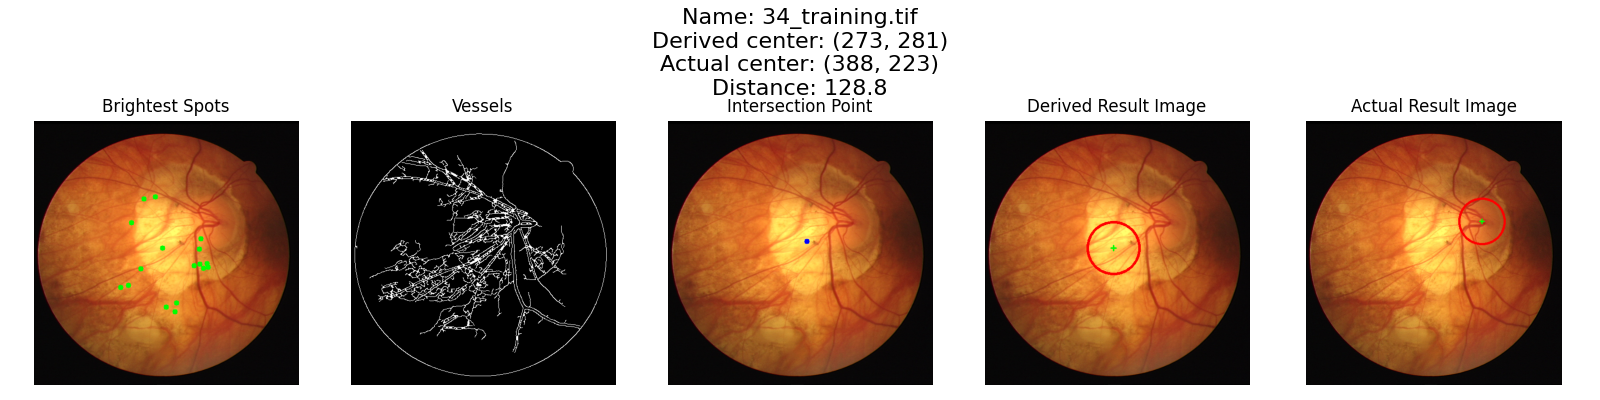 Name: 34_training.tif
Derived center: (273, 281)
Actual center: (388, 223)
Distance: 128.8
Brightest Spots
Vessels
Intersection Point
Derived Result Image
Actual Result Image